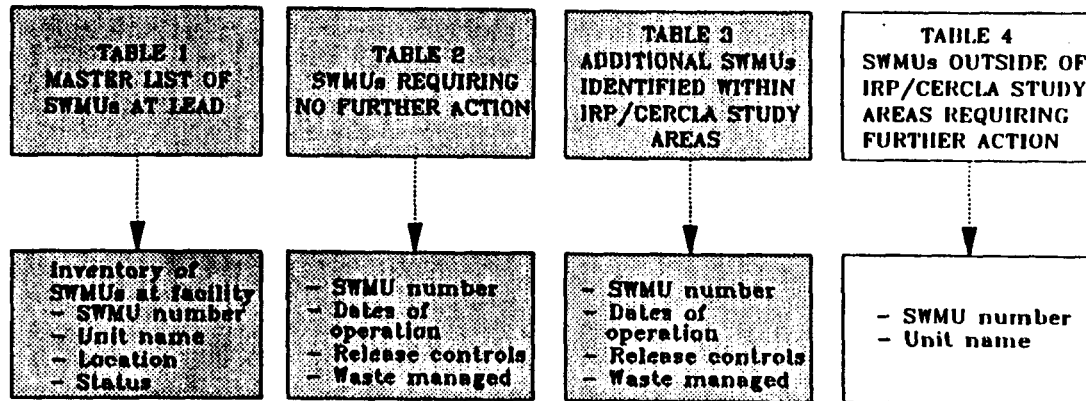 TABLE 1
MASTER LIST OF
SWMUs AT LEAD
TABLE 2
SWMUs REQUIRING
NO FURTHER ACTION
TABLE 3
ADDITIONAL SWMUs
IDENTIFIED WITHIN
IRP/CERCLA STUDY
AREAS
TABLE 4
SWMUs OUTSIDE OF
IRP/CERCLA STUDY
AREAS REQUIRING
FURTHER ACTION
Inventory of
SWMUs at facility
- SWMU number
- Unit name
- Location
- Status
- SWMU number
- Dates of
operation
- Release controls
- Waste managed
- SWMU number
- Dates of
operation
- Release controls
- Waste managed
- SWMU number
- Unit name